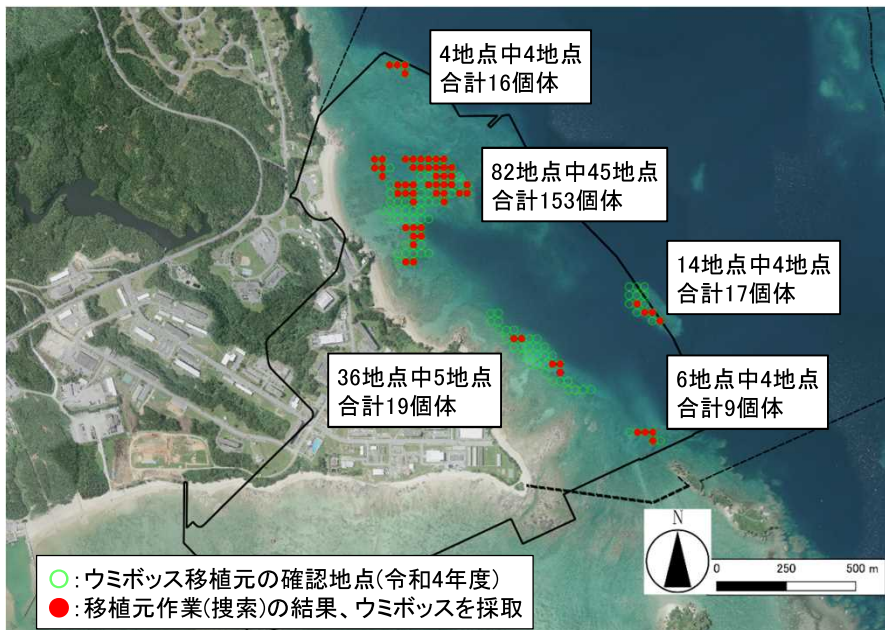 4地点中4地点
合計16個体
82地点中45地点
合計153個体
14地点中4地点
合計17個体
36地点中5地点
合計19個体
6地点中4地点
合計9個体
N
0 250 500 m
○:ウミボッス移植元の確認地点(令和4年度)
●:移植元作業(捜索)の結果、ウミボッスを採取